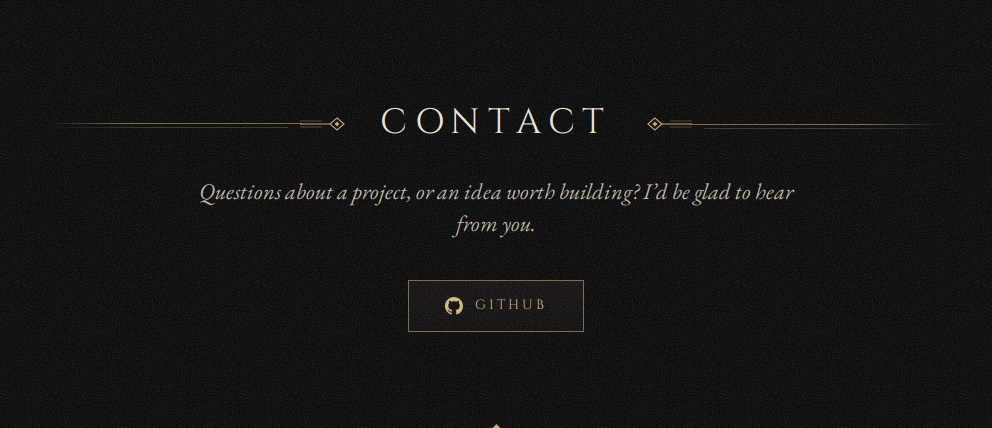 CONTACT
Questions about a project, or an idea worth building? I’d be glad to hear
from you.
GITHUB